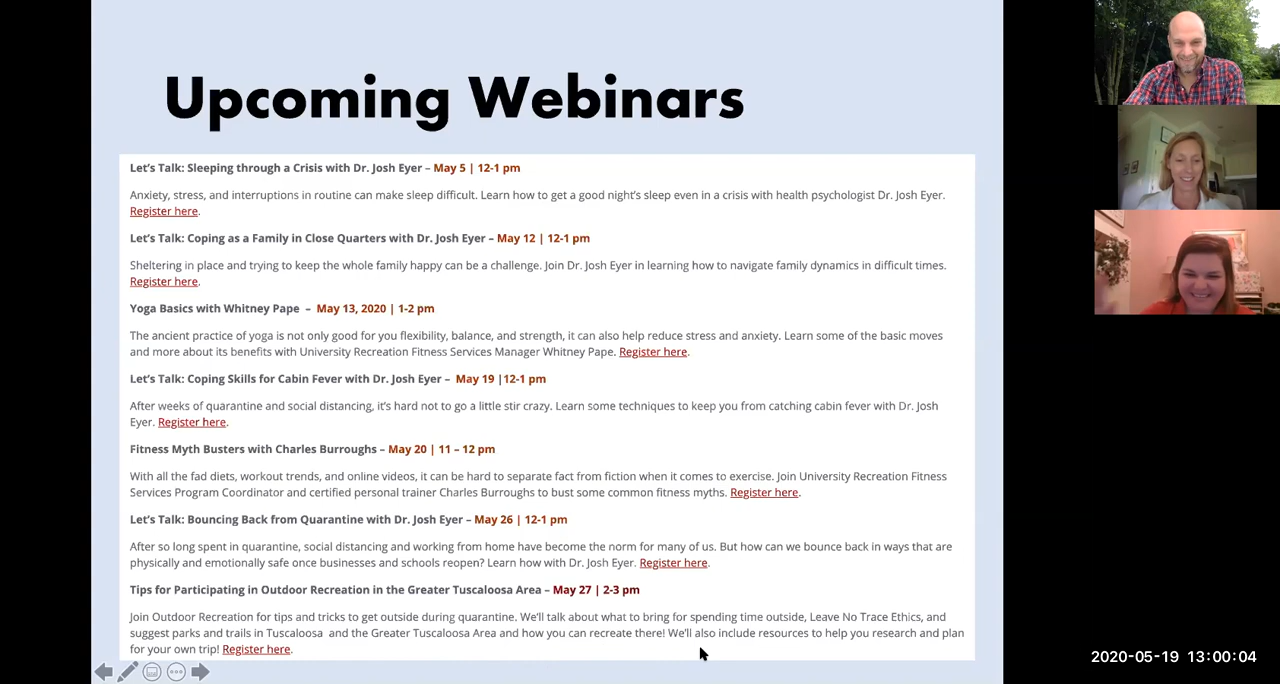 Upcoming Webinars
Let's Talk: Sleeping through a Crisis with Dr. Josh Eyer – May 5 | 12-1 pm
Anxiety, stress, and interruptions in routine can make sleep difficult. Learn how to get a good night's sleep even in a crisis with health psychologist Dr. Josh Eyer.
Register here.
Let's Talk: Coping as a Family in Close Quarters with Dr. Josh Eyer – May 12 | 12-1 pm
Sheltering in place and trying to keep the whole family happy can be a challenge. Join Dr. Josh Eyer in learning how to navigate family dynamics in difficult times.
Register here.
Yoga Basics with Whitney Pape – May 13, 2020 | 1-2 pm
The ancient practice of yoga is not only good for you flexibility, balance, and strength, it can also help reduce stress and anxiety. Learn some of the basic moves
and more about its benefits with University Recreation Fitness Services Manager Whitney Pape. Register here.
Let's Talk: Coping Skills for Cabin Fever with Dr. Josh Eyer – May 19 |12-1 pm
After weeks of quarantine and social distancing, it's hard not to go a little stir crazy. Learn some techniques to keep you from catching cabin fever with Dr. Josh
Eyer. Register here.
Fitness Myth Busters with Charles Burroughs – May 20 | 11 – 12 pm
With all the fad diets, workout trends, and online videos, it can be hard to separate fact from fiction when it comes to exercise. Join University Recreation Fitness
Services Program Coordinator and certified personal trainer Charles Burroughs to bust some common fitness myths. Register here.
Let's Talk: Bouncing Back from Quarantine with Dr. Josh Eyer – May 26 | 12-1 pm
After so long spent in quarantine, social distancing and working from home have become the norm for many of us. But how can we bounce back in ways that are
physically and emotionally safe once businesses and schools reopen? Learn how with Dr. Josh Eyer. Register here.
Tips for Participating in Outdoor Recreation in the Greater Tuscaloosa Area – May 27 | 2-3 pm
Join Outdoor Recreation for tips and tricks to get outside during quarantine. We'll talk about what to bring for spending time outside, Leave No Trace Ethics, and
suggest parks and trails in Tuscaloosa and the Greater Tuscaloosa Area and how you can recreate there! We'll also include resources to help you research and plan
for your own trip! Register here.
2020-05-19 13:00:04